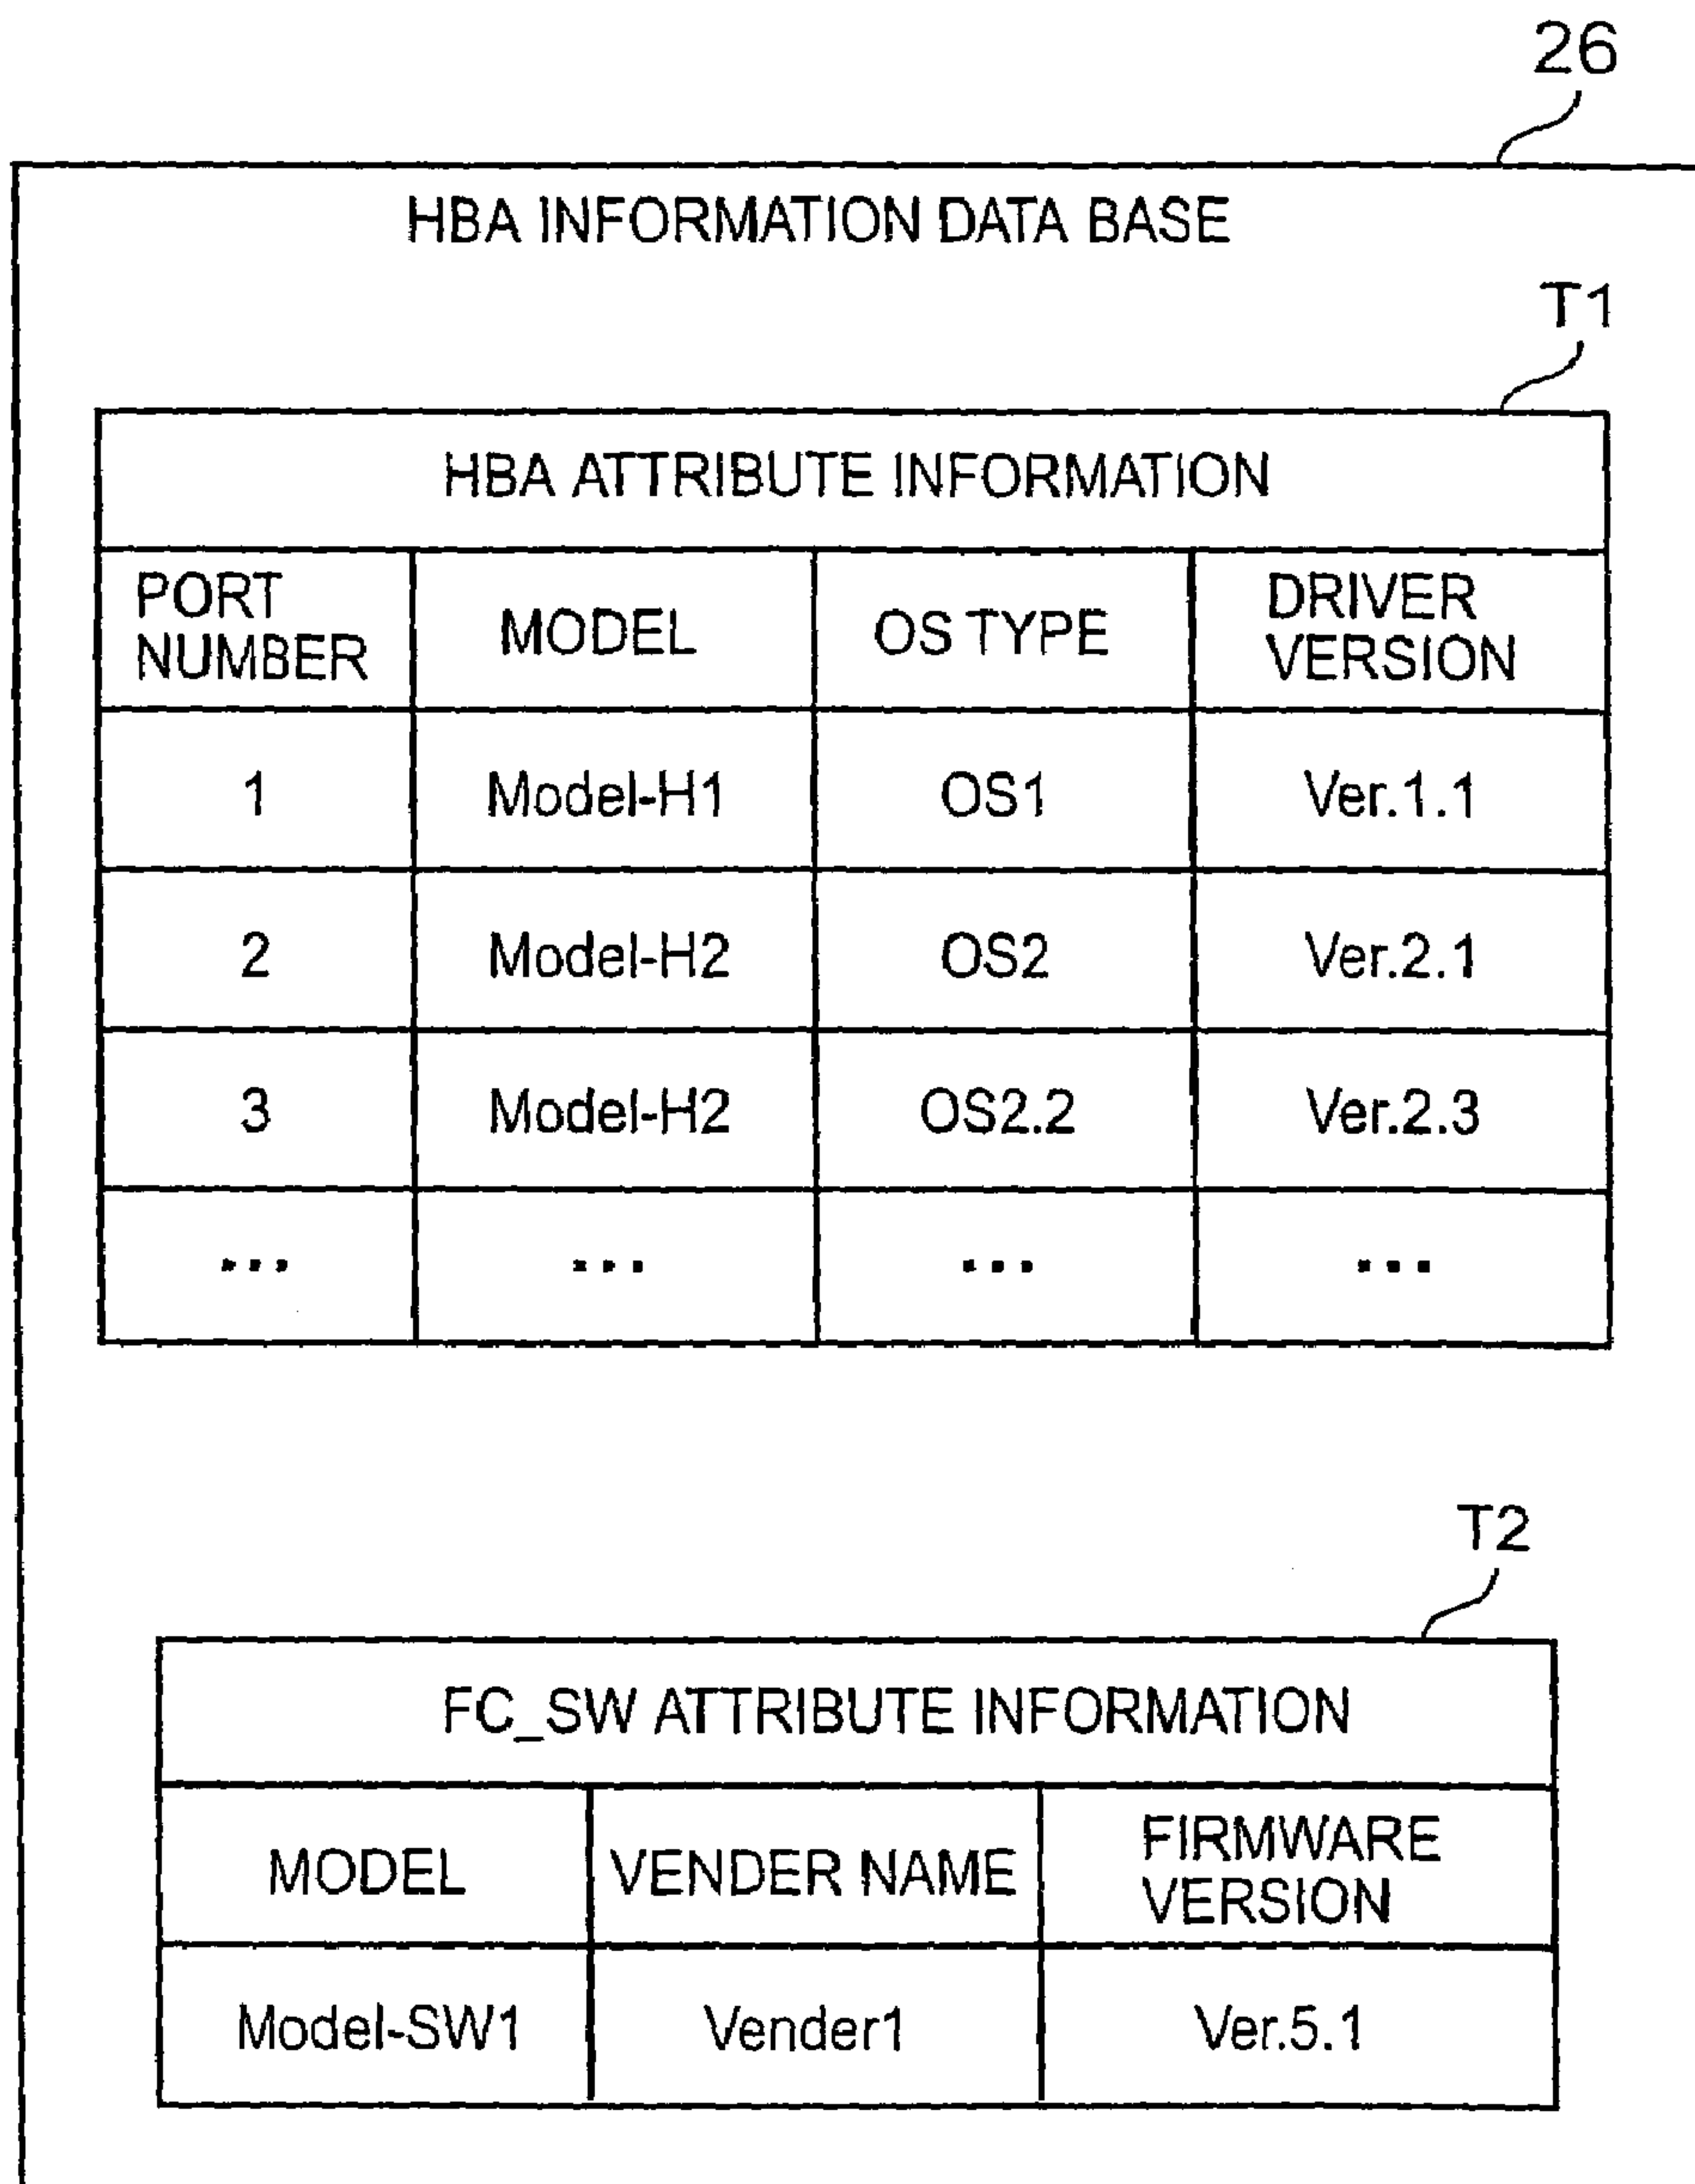 26
HBA INFORMATION DATA BASE
T1
HBA ATTRIBUTE INFORMATION
PORT NUMBER MODEL OS TYPE DRIVER VERSION
1 Model-H1 OS1 Ver.1.1
2 Model-H2 OS2 Ver.2.1
3 Model-H2 OS2.2 Ver.2.3
... ... ... ...
T2
FC_SW ATTRIBUTE INFORMATION
MODEL VENDER NAME FIRMWARE VERSION
Model-SW1 Vender1 Ver.5.1